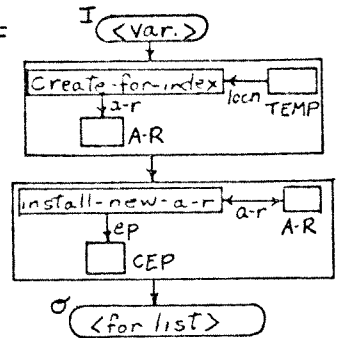 =
I
<var.>
Create-for-index
locn
TEMP
a-r
A-R
install-new-a-r
a-r
A-R
ep
CEP
σ
<for list>